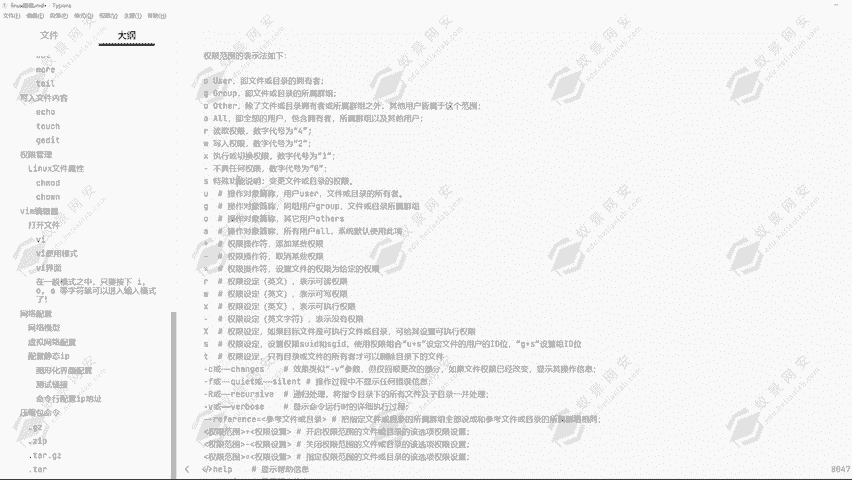 linux基础.md• - Typora
文件(F) 编辑(E) 段落(P) 格式(O) 视图(V) 主题(T) 帮助(H)
文件 大纲
more
tail
写入文件内容
echo
touch
gedit
权限管理
Linux文件属性
chmod
chown
vim编辑器
打开文件
vi
vi使用模式
vi界面
在一般模式之中，只要按下 i,
o, a 等字符就可以进入输入模式
了!
网络配置
网络模型
虚拟网络配置
配置静态ip
图形化界面配置
测试链接
命令行配置ip地址
压缩包命令
.gz
.zip
.tar.gz
.tar
权限范围的表示法如下：
u User，即文件或目录的拥有者；
g Group，即文件或目录的所属群组；
o Other，除了文件或目录拥有者或所属群组之外，其他用户皆属于这个范围；
a All，即全部的用户，包含拥有者，所属群组以及其他用户；
r 读取权限，数字代号为“4”；
w 写入权限，数字代号为“2”；
x 执行或切换权限，数字代号为“1”；
- 不具任何权限，数字代号为“0”；
s 特殊功能说明：变更文件或目录的权限。
u # 操作对象简称，用户user，文件或目录的所有者。
g # 操作对象简称，同组用户group，文件或目录所属群组
o # 操作对象简称，其它用户others
a # 操作对象简称，所有用户all，系统默认使用此项
+ # 权限操作符，添加某些权限
- # 权限操作符，取消某些权限
= # 权限操作符，设置文件的权限为给定的权限
r # 权限设定（英文），表示可读权限
w # 权限设定（英文），表示可写权限
x # 权限设定（英文），表示可执行权限
- # 权限设定（英文字符），表示没有权限
X # 权限设定，如果目标文件是可执行文件或目录，可给其设置可执行权限
s # 权限设定，设置权限suid和sgid，使用权限组合“u+s”设定文件的用户的ID位，“g+s”设置组ID位
t # 权限设定，只有目录或文件的所有者才可以删除目录下的文件
-c或--changes # 效果类似“-v”参数，但仅回报更改的部分，如果文件权限已经改变，显示其操作信息；
-f或--quiet或--silent # 操作过程中不显示任何错误信息；
-R或--recursive # 递归处理，将指令目录下的所有文件及子目录一并处理；
-v或--verbose # 显示命令运行时的详细执行过程；
--reference=<参考文件或目录> # 把指定文件或目录的所属群组全部设成和参考文件或目录的所属群组相同；
<权限范围>+<权限设置> # 开启权限范围的文件或目录的该选项权限设置；
<权限范围>-<权限设置> # 关闭权限范围的文件或目录的该选项权限设置；
<权限范围>=<权限设置> # 指定权限范围的文件或目录的该选项权限设置；
--help # 显示帮助信息
8047
蚁景网安
edu.hetianlab.com